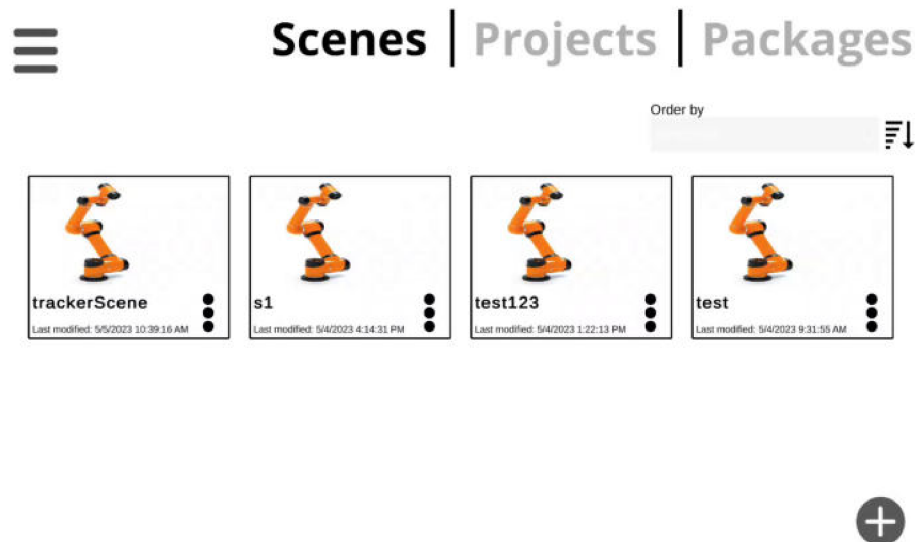 Scenes | Projects | Packages
Order by
trackerScene
Last modified: 5/5/2023 10:39:16 AM
s1
Last modified: 5/4/2023 4:14:31 PM
test123
Last modified: 5/4/2023 1:22:13 PM
test
Last modified: 5/4/2023 9:31:55 AM